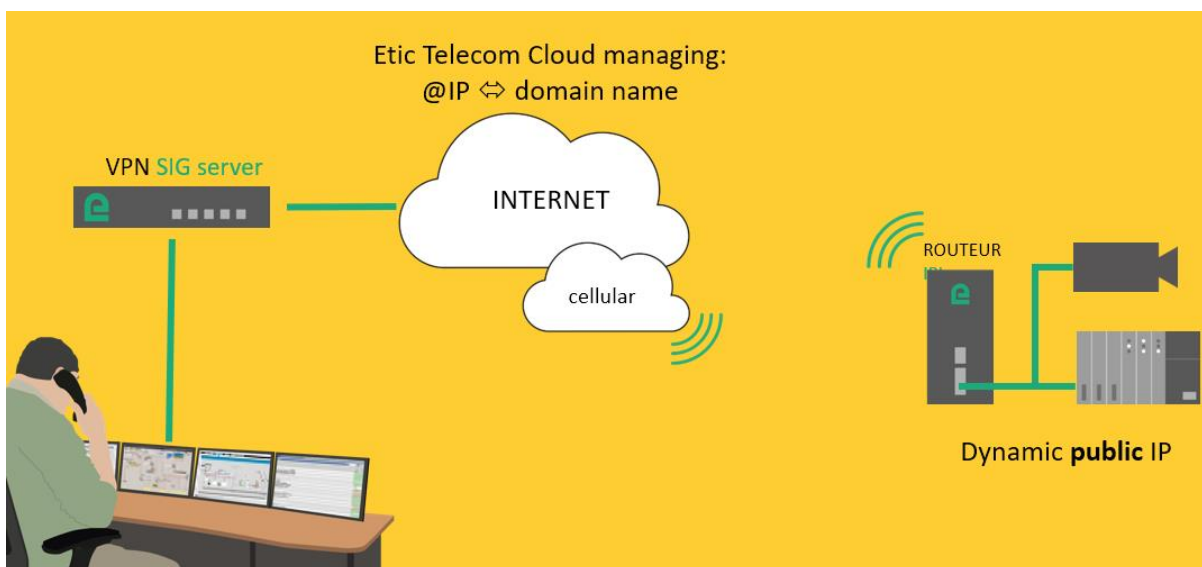 Etic Telecom Cloud managing:
@IP ⇔ domain name
VPN SIG server
INTERNET
cellular
ROUTEUR
Dynamic public IP